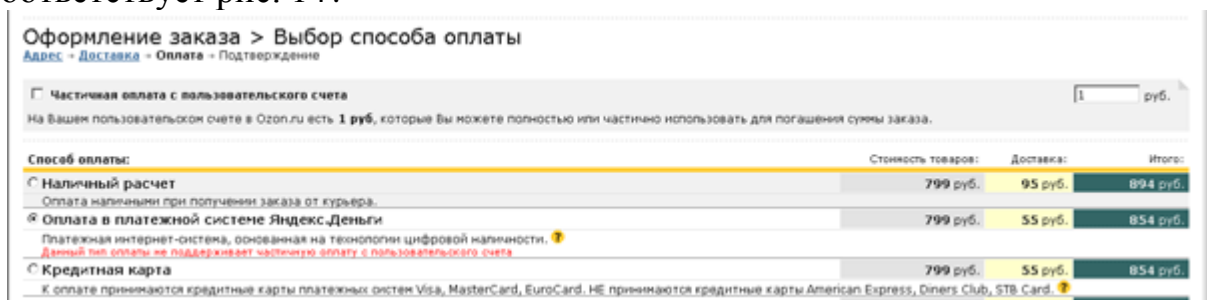 оответствует рис. 14.
Оформление заказа > Выбор способа оплаты
Адрес - Доставка - Оплата - Подтверждение
Частичная оплата с пользовательского счета 1 руб.
На Вашем пользовательском счете в Ozon.ru есть 1 руб, которые Вы можете полностью или частично использовать для погашения суммы заказа.
Способ оплаты: Стоимость товаров: Доставка: Итого:
Наличный расчет 799 руб. 95 руб. 894 руб.
Оплата наличными при получении заказа от курьера.
Оплата в платежной системе Яндекс.Деньги 799 руб. 55 руб. 854 руб.
Платежная интернет-система, основанная на технологии цифровой наличности. ?
Данный тип оплаты не поддерживает частичную оплату с пользовательского счета
Кредитная карта 799 руб. 55 руб. 854 руб.
К оплате принимаются кредитные карты платежных систем Visa, MasterCard, EuroCard. НЕ принимаются кредитные карты American Express, Diners Club, STB Card. ?